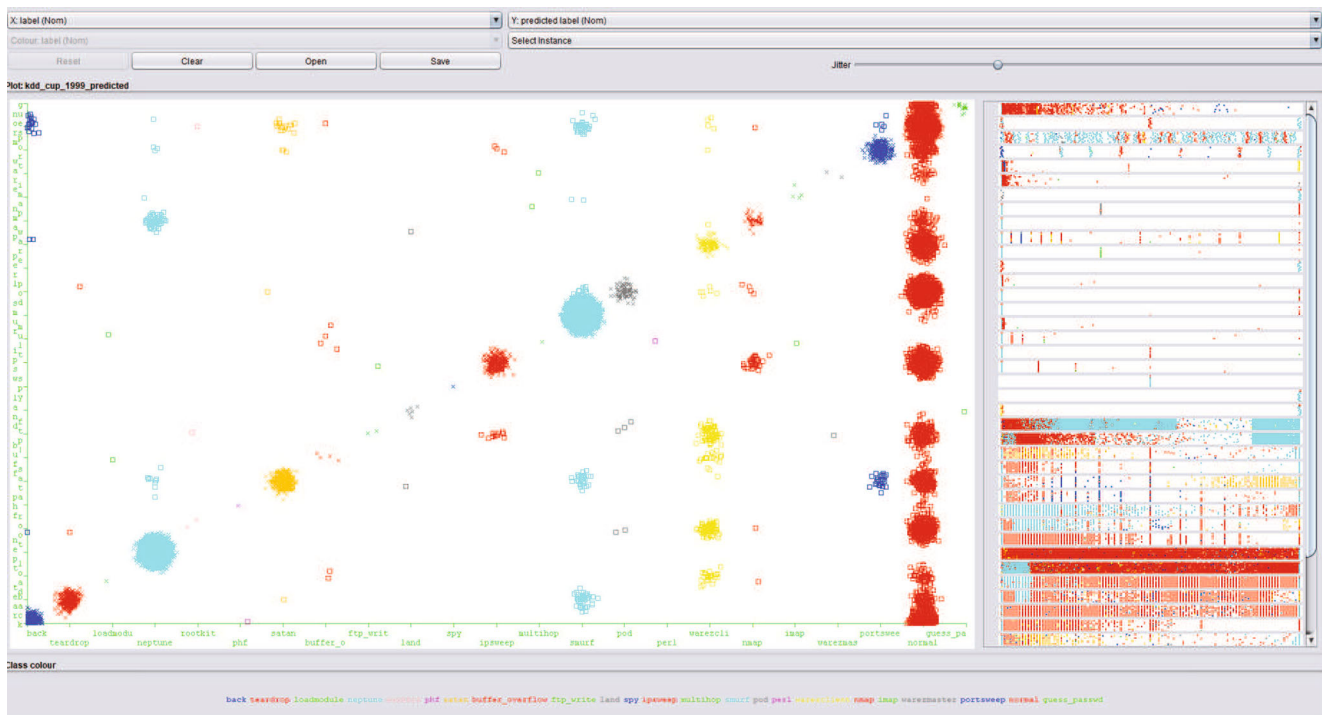 X: label (Nom)
Y: predicted label (Nom)
Colour: label (Nom)
Select Instance
Reset
Clear
Open
Save
Jitter
Plot: kdd_cup_1999_predicted
back
loadmodu
rootkit
satan
ftp_writ
spy
multihop
pod
warezcli
imap
portswee
guess_pa
teardrop
neptune
phf
buffer_o
land
ipsweep
smurf
perl
nmap
warezmas
normal
Class colour
back teardrop loadmodule neptune rootkit phf satan buffer_overflow ftp_write land spy ipsweep multihop smurf pod perl warezclient nmap imap warezmaster portsweep normal guess_passwd